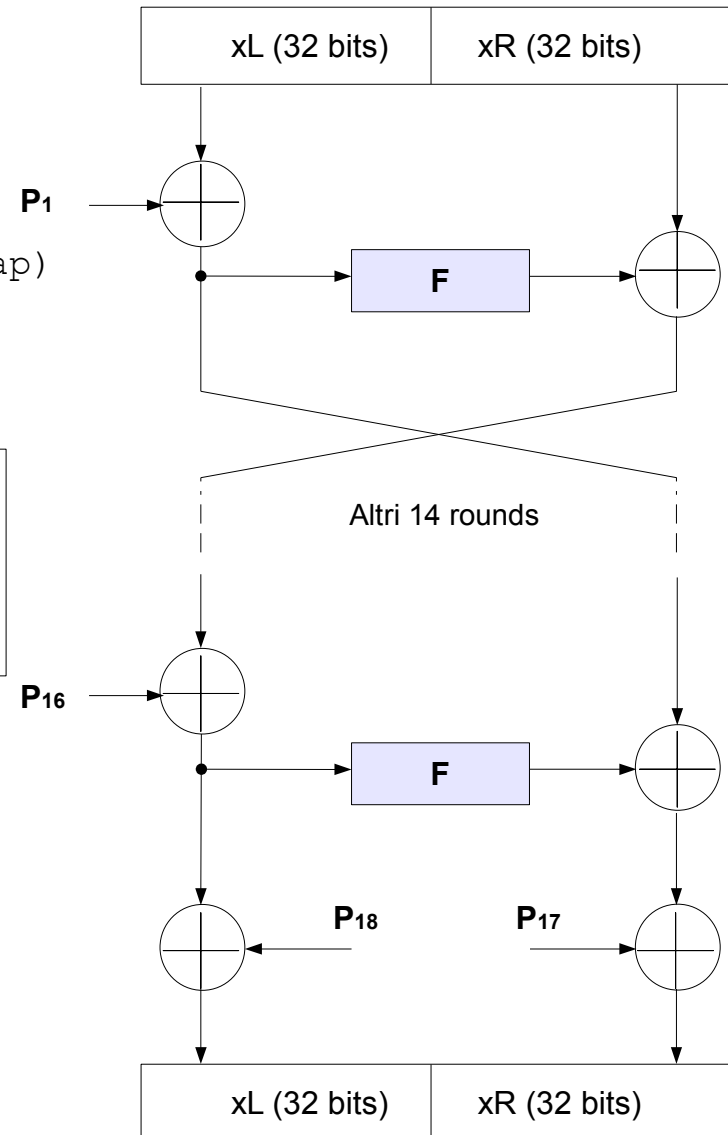 xL (32 bits) xR (32 bits)
P1
ap)
F
Altri 14 rounds
P16
F
P18 P17
xL (32 bits) xR (32 bits)